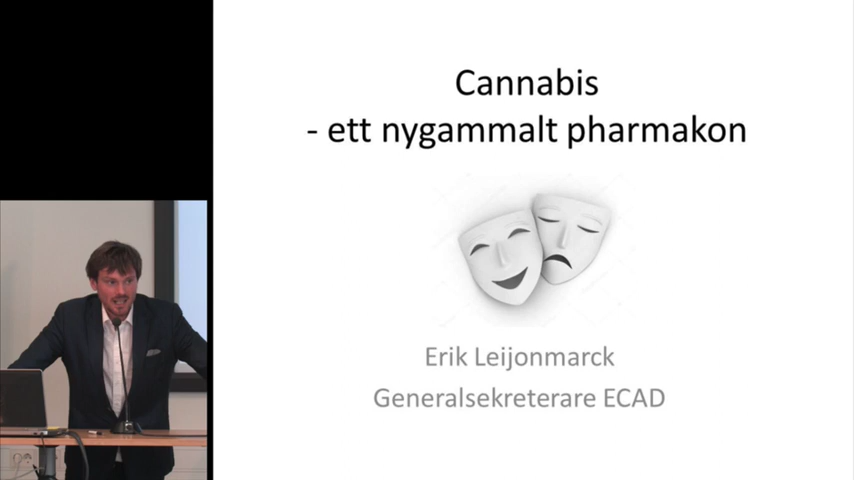 Cannabis
- ett nygammalt pharmakon
Erik Leijonmarck
Generalsekreterare ECAD